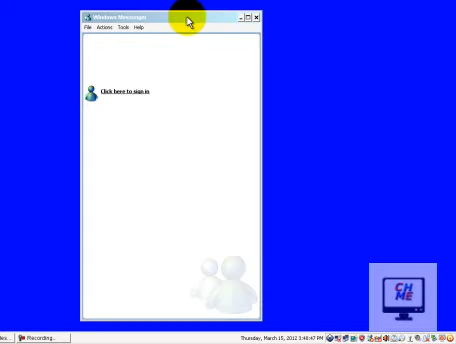 Windows Messenger
File Actions Tools Help
Click here to sign in
CH
ME
Recording...
Thursday, March 15, 2012 3:48:47 PM